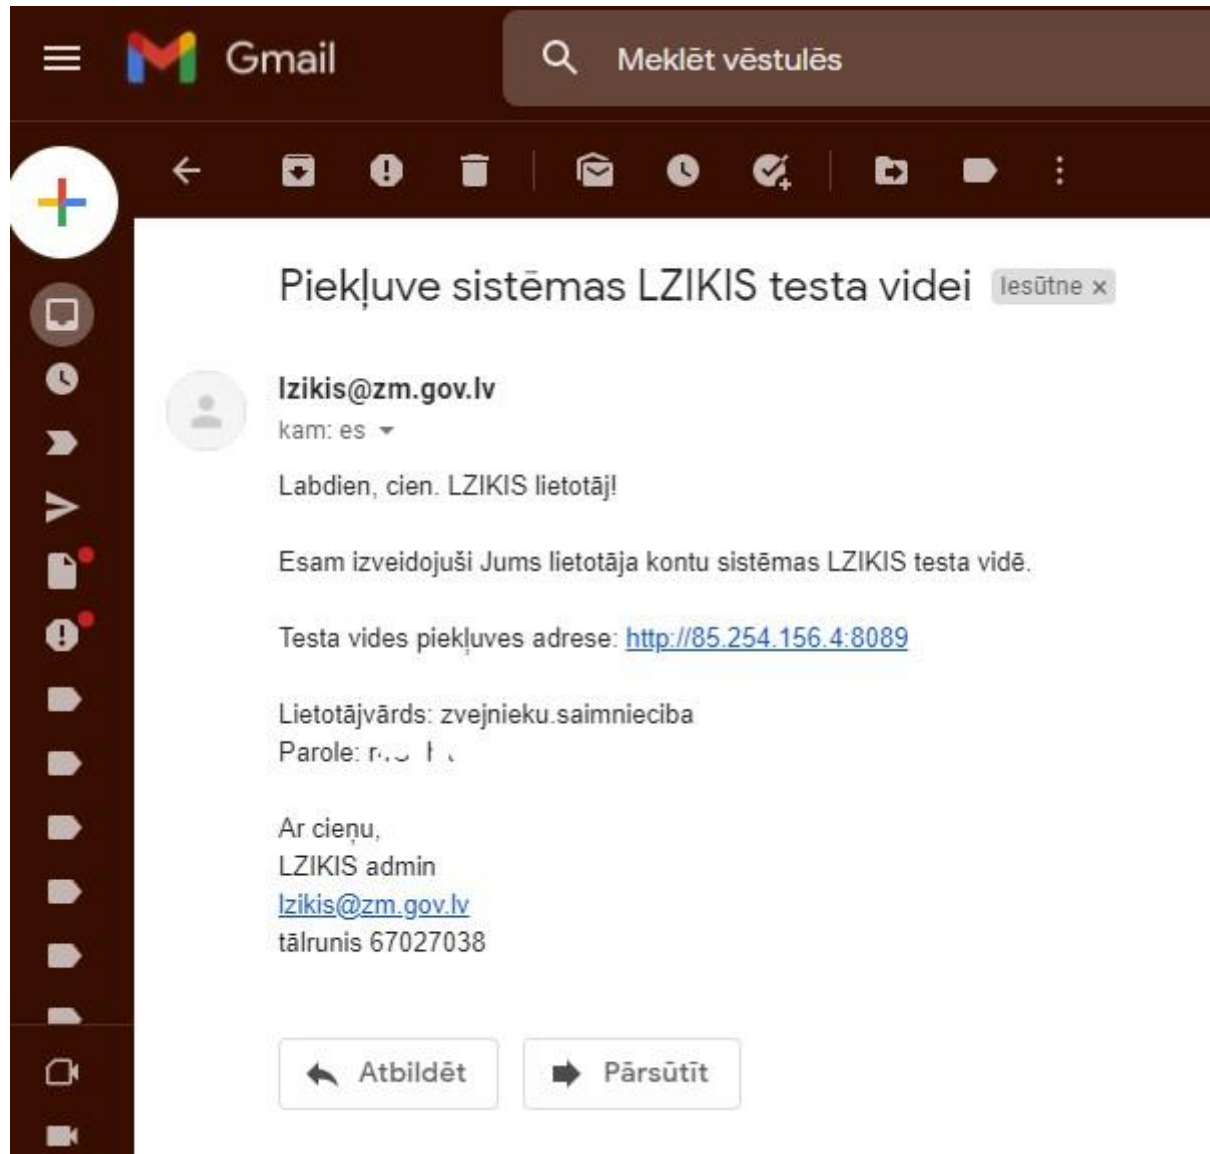 Gmail
Meklēt vēstulēs
Piekļuve sistēmas LZIKIS testa videi Iesūtne x
lzikis@zm.gov.lv
kam: es
Labdien, cien. LZIKIS lietotāj!
Esam izveidojuši Jums lietotāja kontu sistēmas LZIKIS testa vidē.
Testa vides piekļuves adrese: http://85.254.156.4:8089
Lietotājvārds: zvejnieku.saimnieciba
Parole:
Ar cieņu,
LZIKIS admin
lzikis@zm.gov.lv
tālrunis 67027038
Atbildēt
Pārsūtīt